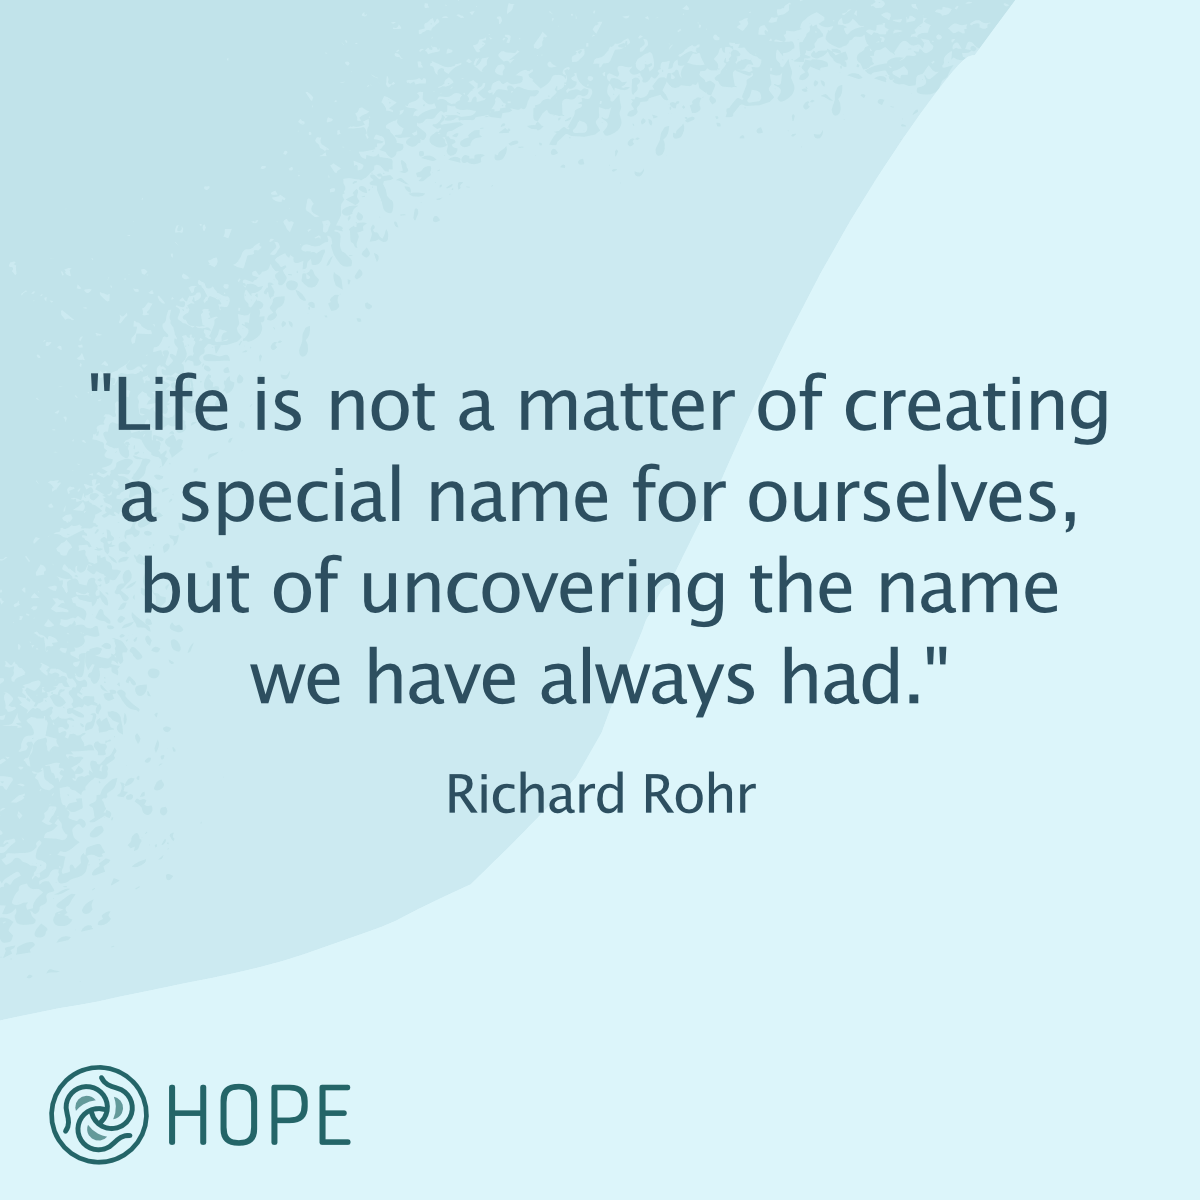 "Life is not a matter of creating
a special name for ourselves,
but of uncovering the name
we have always had."
Richard Rohr
HOPE